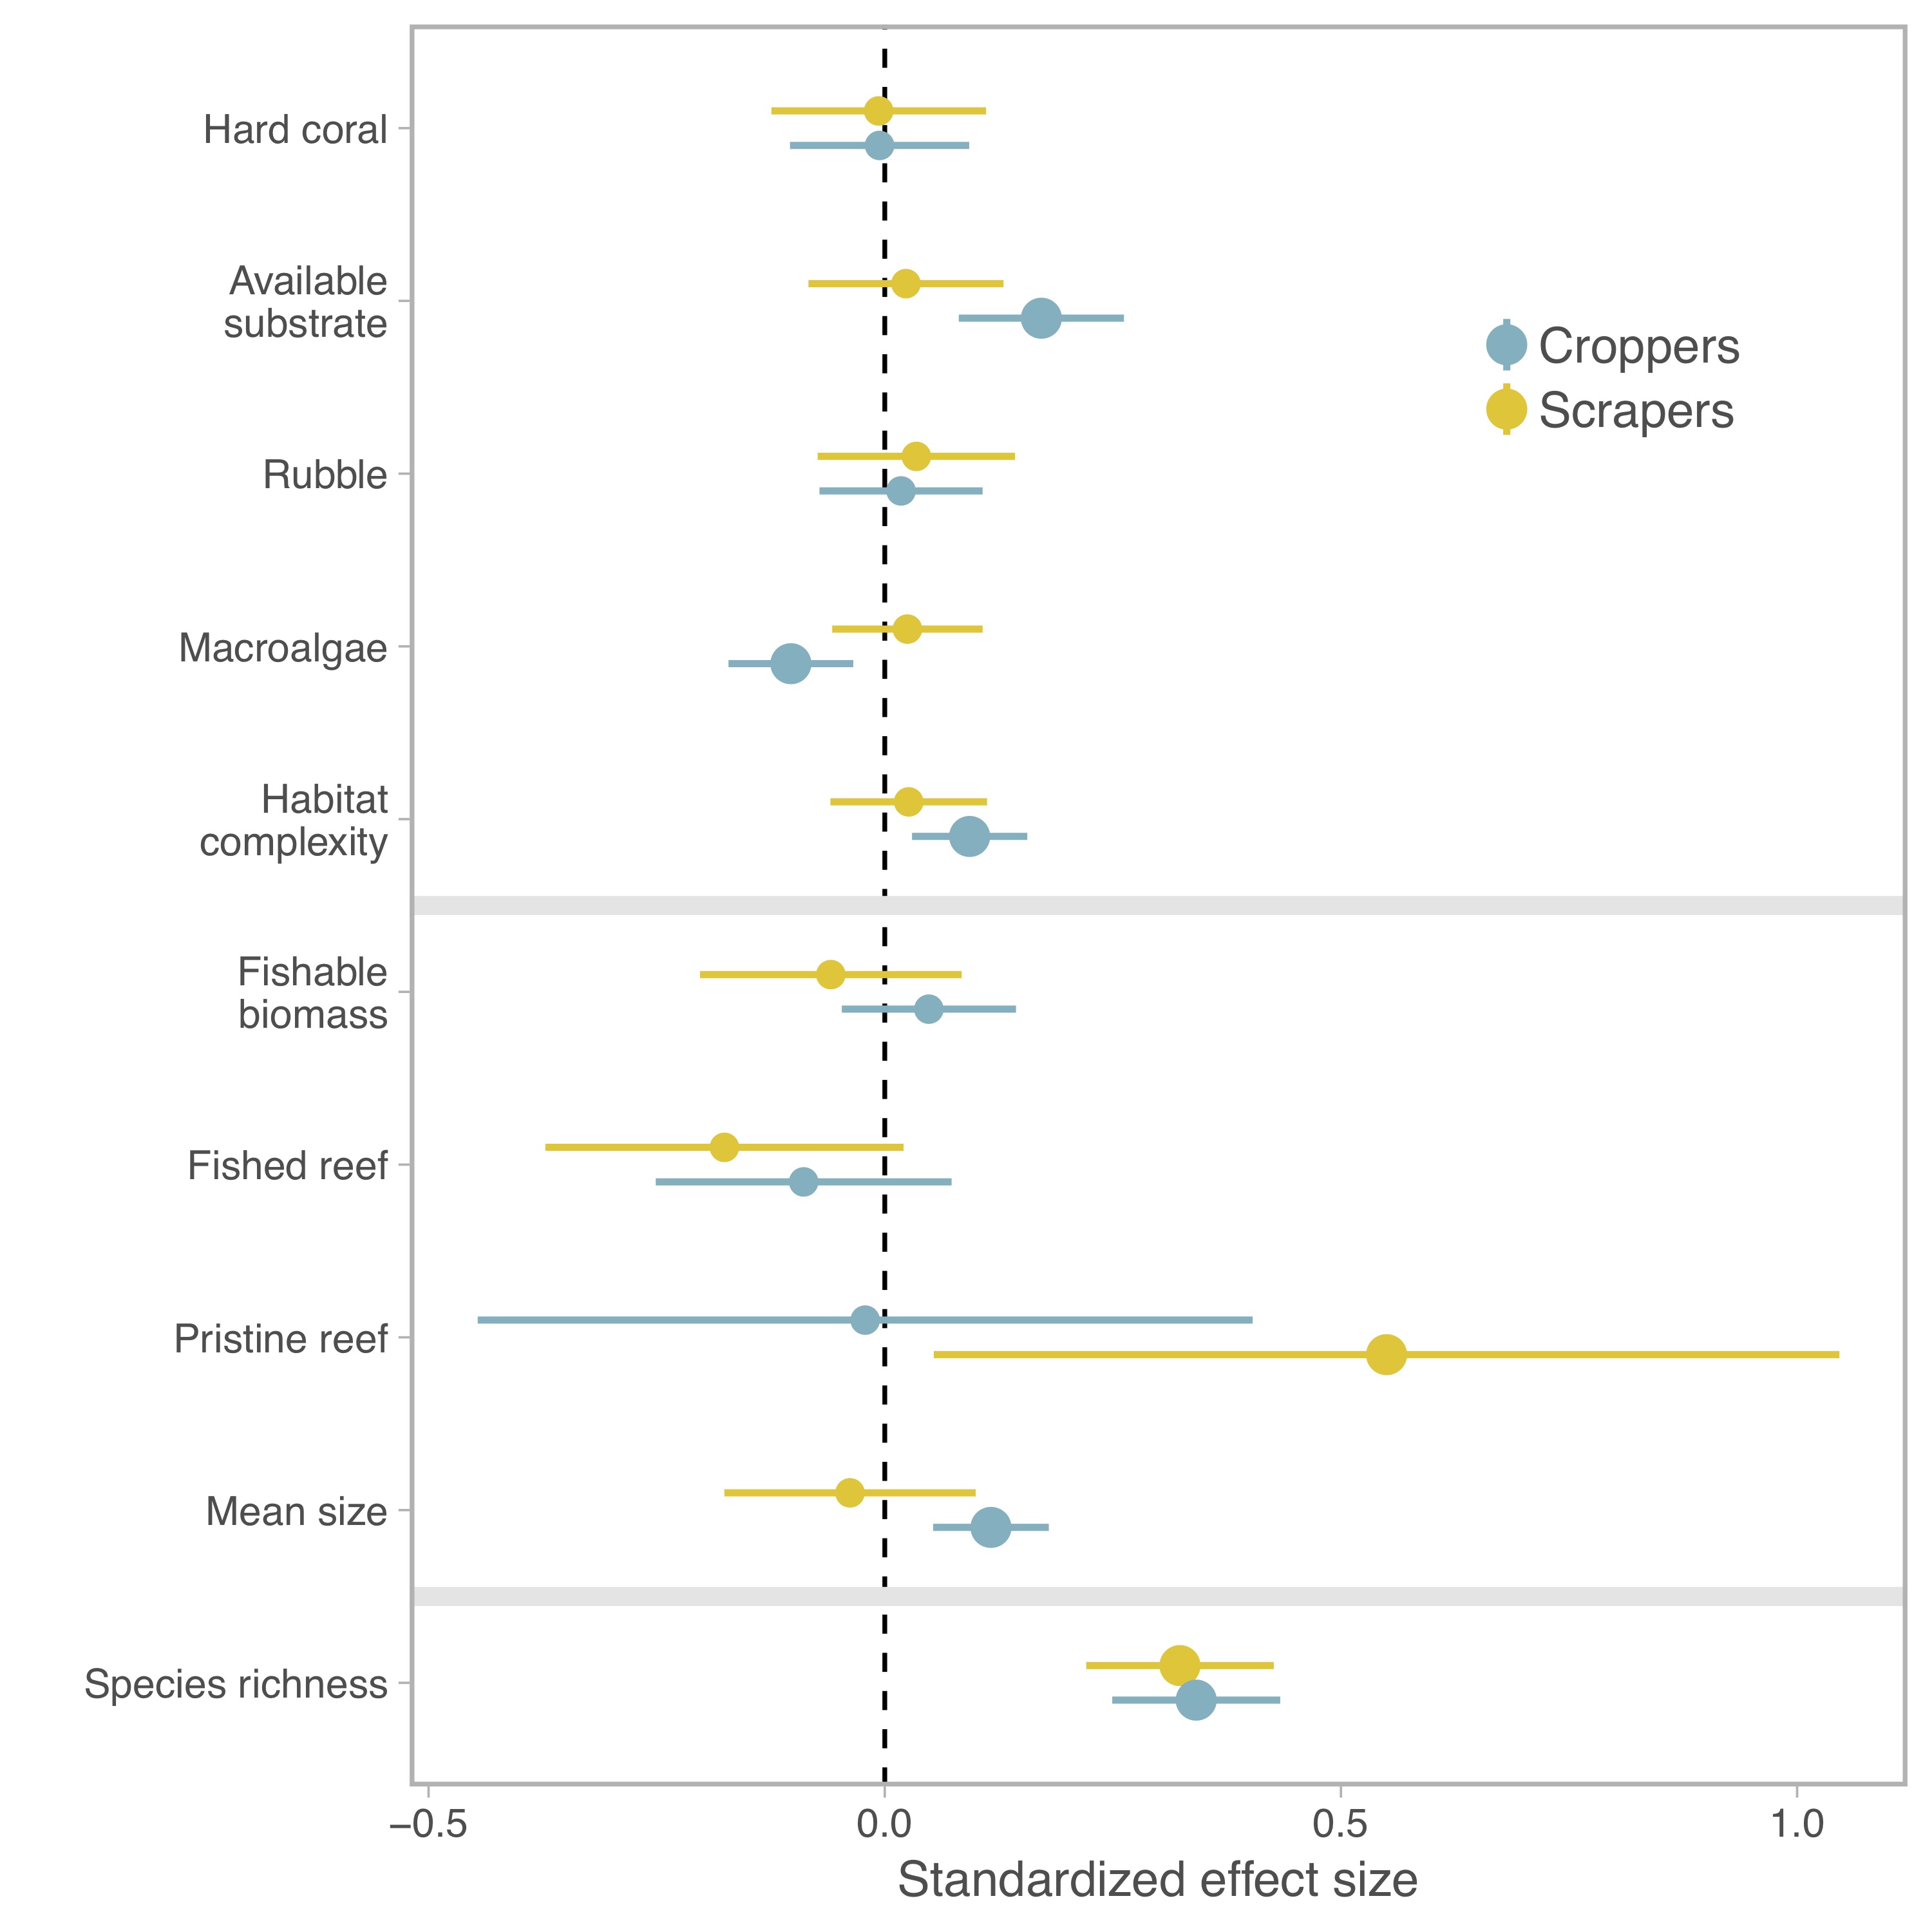 Hard coral
Available
substrate
Croppers
Scrapers
Rubble
Macroalgae
Habitat
complexity
Fishable
biomass
Fished reef
Pristine reef
Mean size
Species richness
−0.5 0.0 0.5 1.0
Standardized effect size